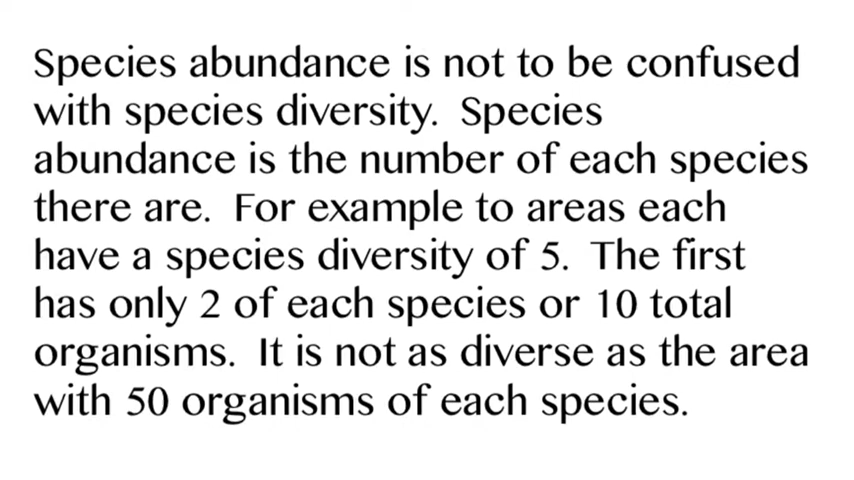 Species abundance is not to be confused
with species diversity.  Species
abundance is the number of each species
there are.  For example to areas each
have a species diversity of 5.  The first
has only 2 of each species or 10 total
organisms.  It is not as diverse as the area
with 50 organisms of each species.